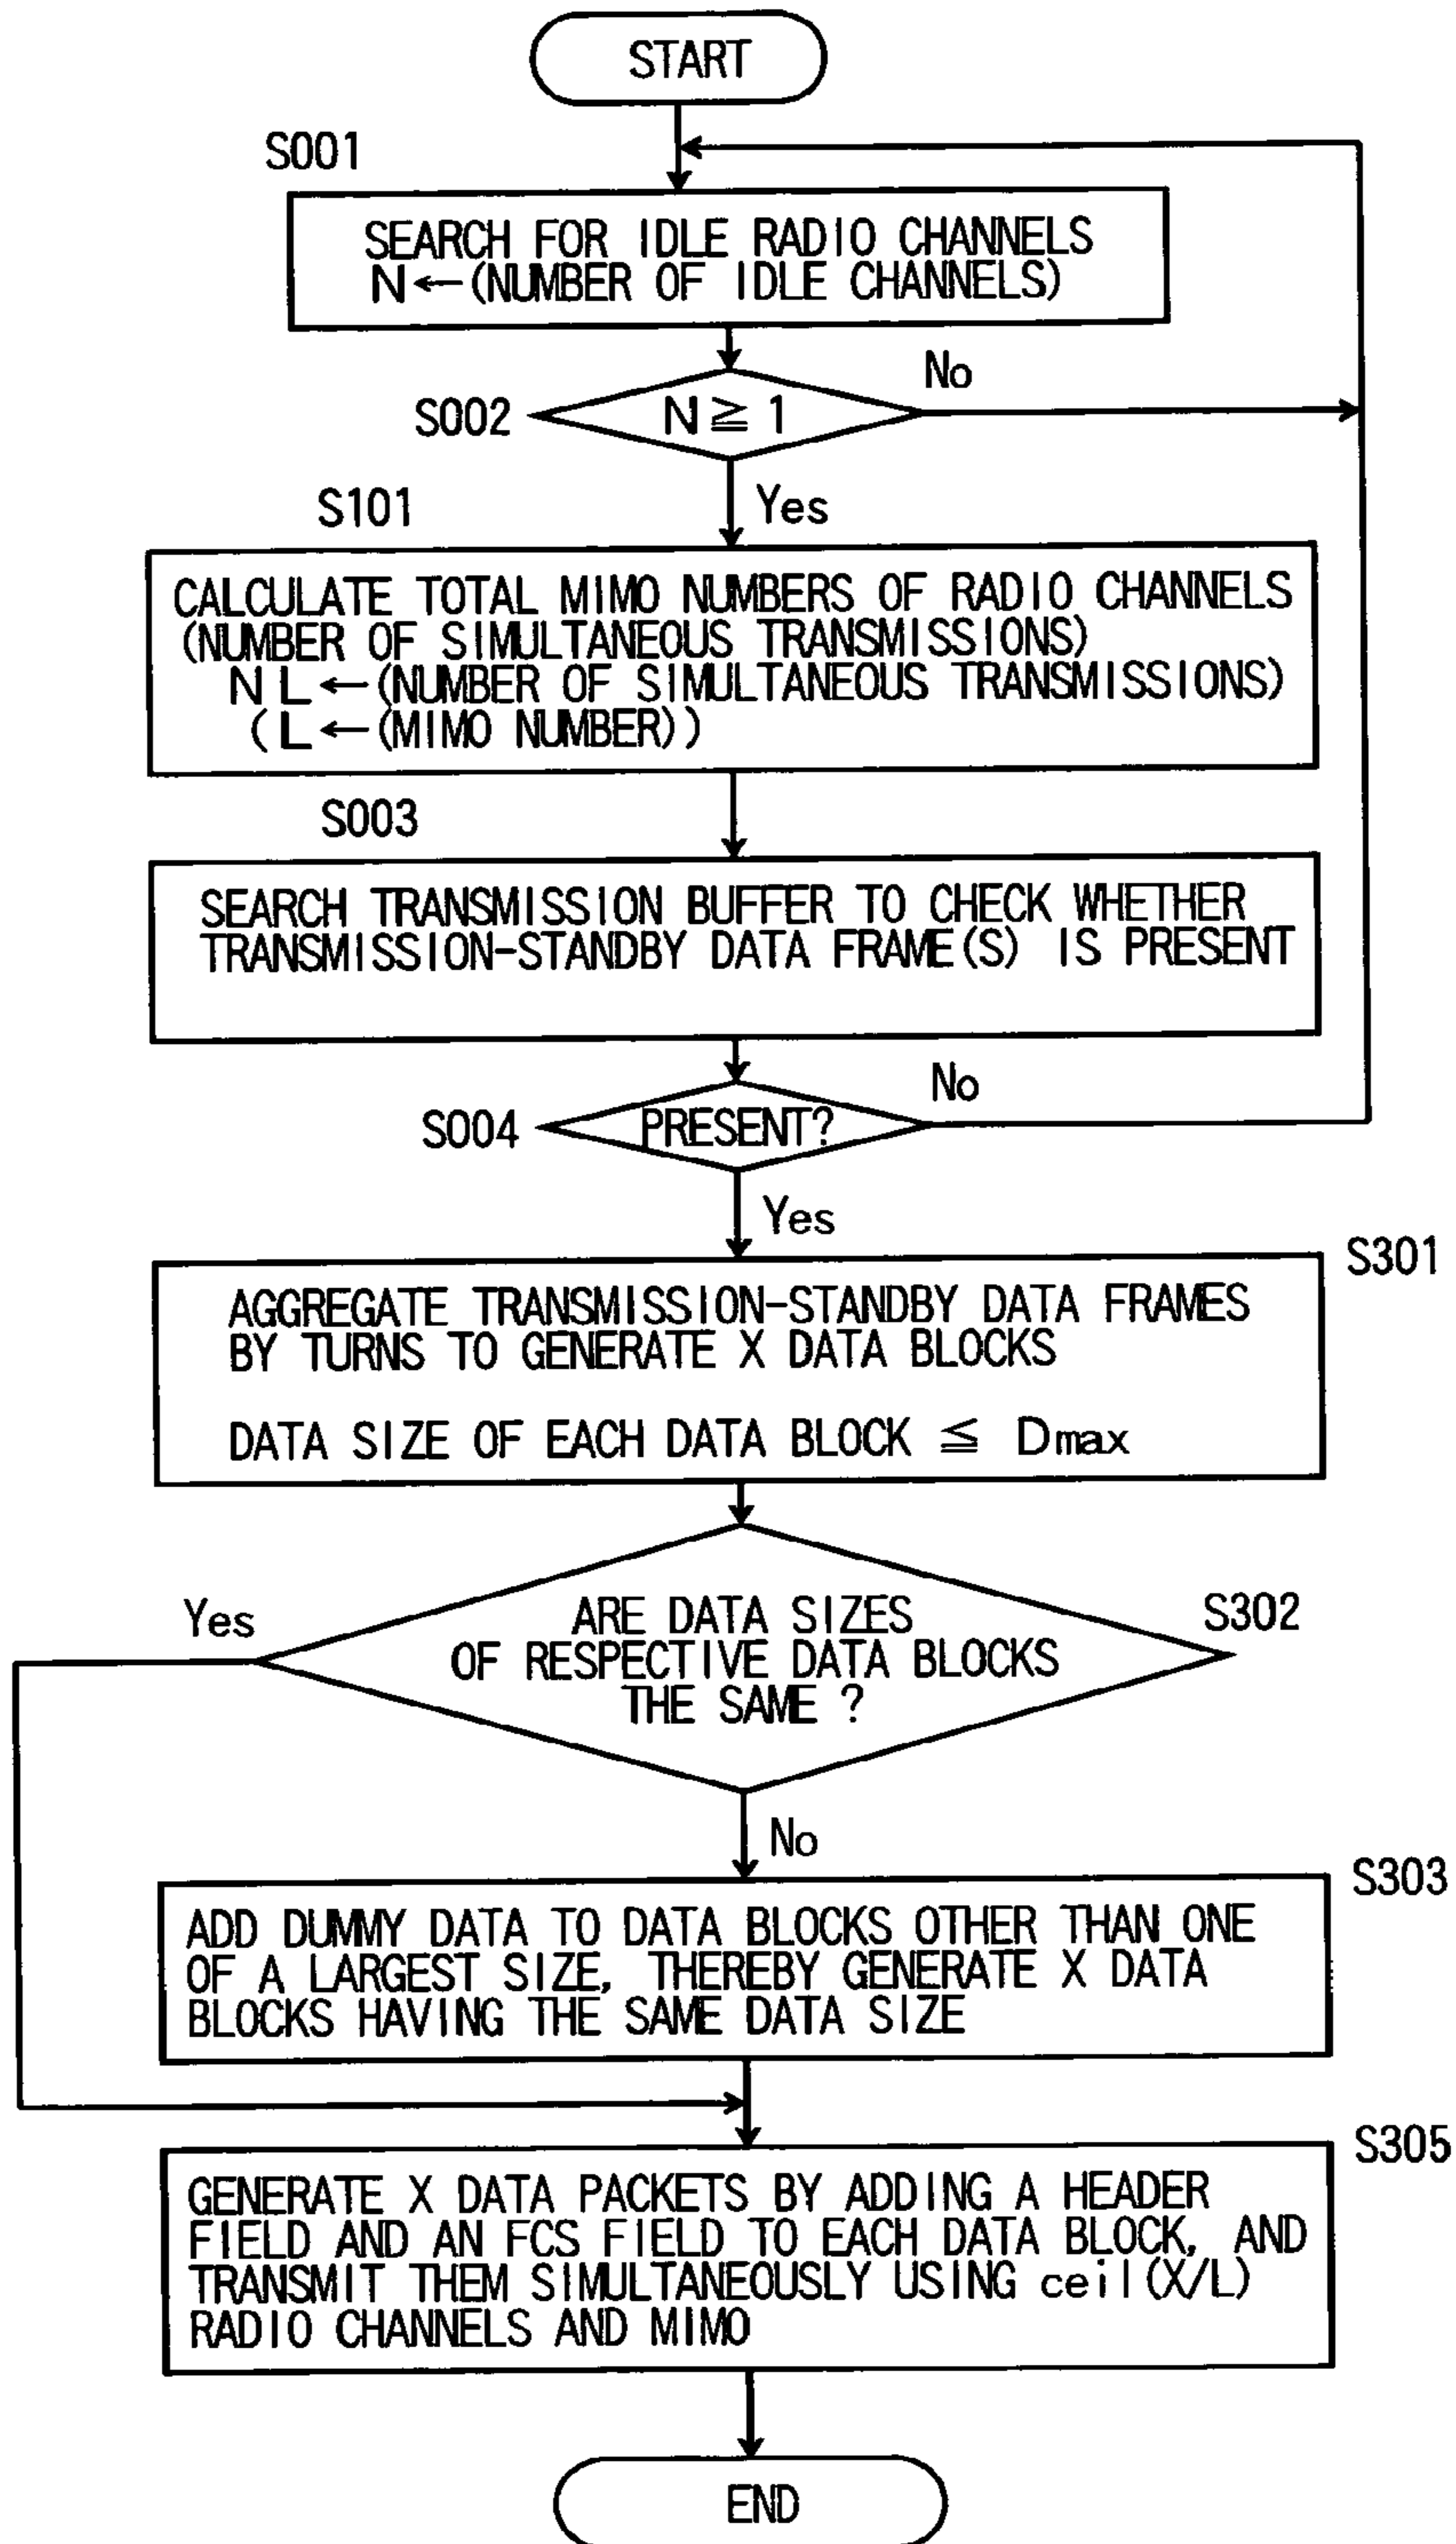 START
S001
SEARCH FOR IDLE RADIO CHANNELS
N←(NUMBER OF IDLE CHANNELS)
No
S002
N ≧ 1
Yes
S101
CALCULATE TOTAL MIMO NUMBERS OF RADIO CHANNELS
(NUMBER OF SIMULTANEOUS TRANSMISSIONS)
N L ←(NUMBER OF SIMULTANEOUS TRANSMISSIONS)
(L←(MIMO NUMBER))
S003
SEARCH TRANSMISSION BUFFER TO CHECK WHETHER
TRANSMISSION-STANDBY DATA FRAME(S) IS PRESENT
No
S004
PRESENT?
Yes
S301
AGGREGATE TRANSMISSION-STANDBY DATA FRAMES
BY TURNS TO GENERATE X DATA BLOCKS
DATA SIZE OF EACH DATA BLOCK ≦ Dmax
Yes
S302
ARE DATA SIZES
OF RESPECTIVE DATA BLOCKS
THE SAME ?
No
S303
ADD DUMMY DATA TO DATA BLOCKS OTHER THAN ONE
OF A LARGEST SIZE, THEREBY GENERATE X DATA
BLOCKS HAVING THE SAME DATA SIZE
S305
GENERATE X DATA PACKETS BY ADDING A HEADER
FIELD AND AN FCS FIELD TO EACH DATA BLOCK, AND
TRANSMIT THEM SIMULTANEOUSLY USING ceil(X/L)
RADIO CHANNELS AND MIMO
END